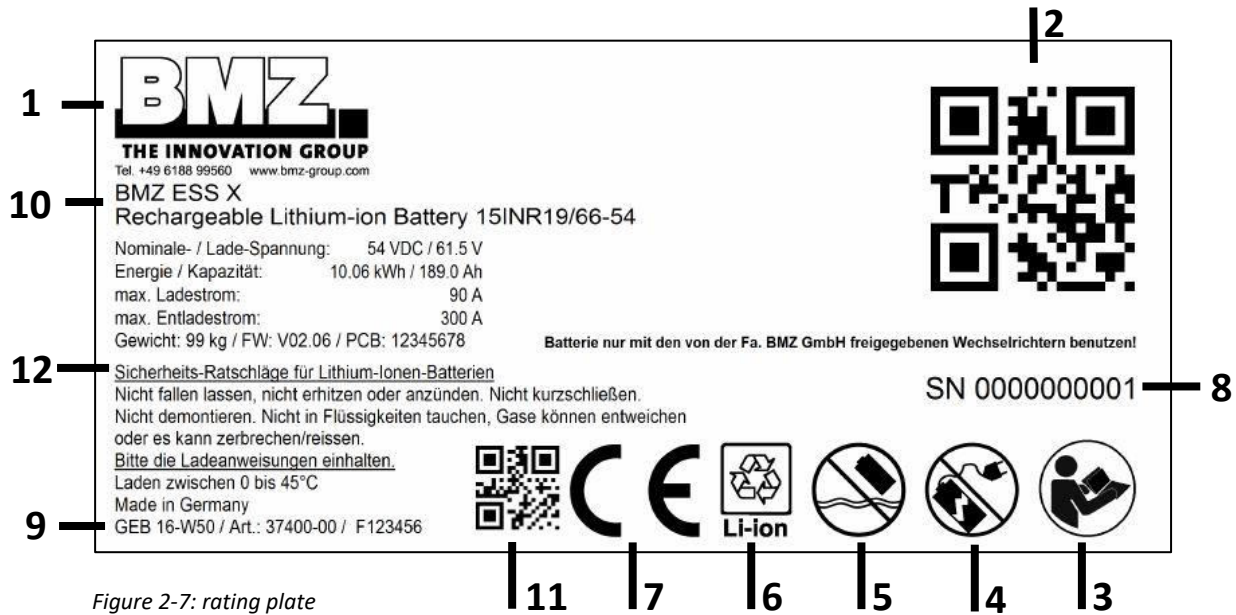 2
1
BMZ
THE INNOVATION GROUP
Tel. +49 6188 99560 www.bmz-group.com
10
BMZ ESS X
Rechargeable Lithium-ion Battery 15INR19/66-54
Nominale- / Lade-Spannung: 54 VDC / 61.5 V
Energie / Kapazität: 10.06 kWh / 189.0 Ah
max. Ladestrom: 90 A
max. Entladestrom: 300 A
Gewicht: 99 kg / FW: V02.06 / PCB: 12345678
Batterie nur mit den von der Fa. BMZ GmbH freigegebenen Wechselrichtern benutzen!
12
Sicherheits-Ratschläge für Lithium-Ionen-Batterien
SN 0000000001
8
Nicht fallen lassen, nicht erhitzen oder anzünden. Nicht kurzschließen.
Nicht demontieren. Nicht in Flüssigkeiten tauchen, Gase können entweichen
oder es kann zerbrechen/reissen.
Bitte die Ladeanweisungen einhalten.
Laden zwischen 0 bis 45°C
Made in Germany
9
GEB 16-W50 / Art.: 37400-00 / F123456
CE
Li-ion
11
7
6
5
4
3
Figure 2-7: rating plate